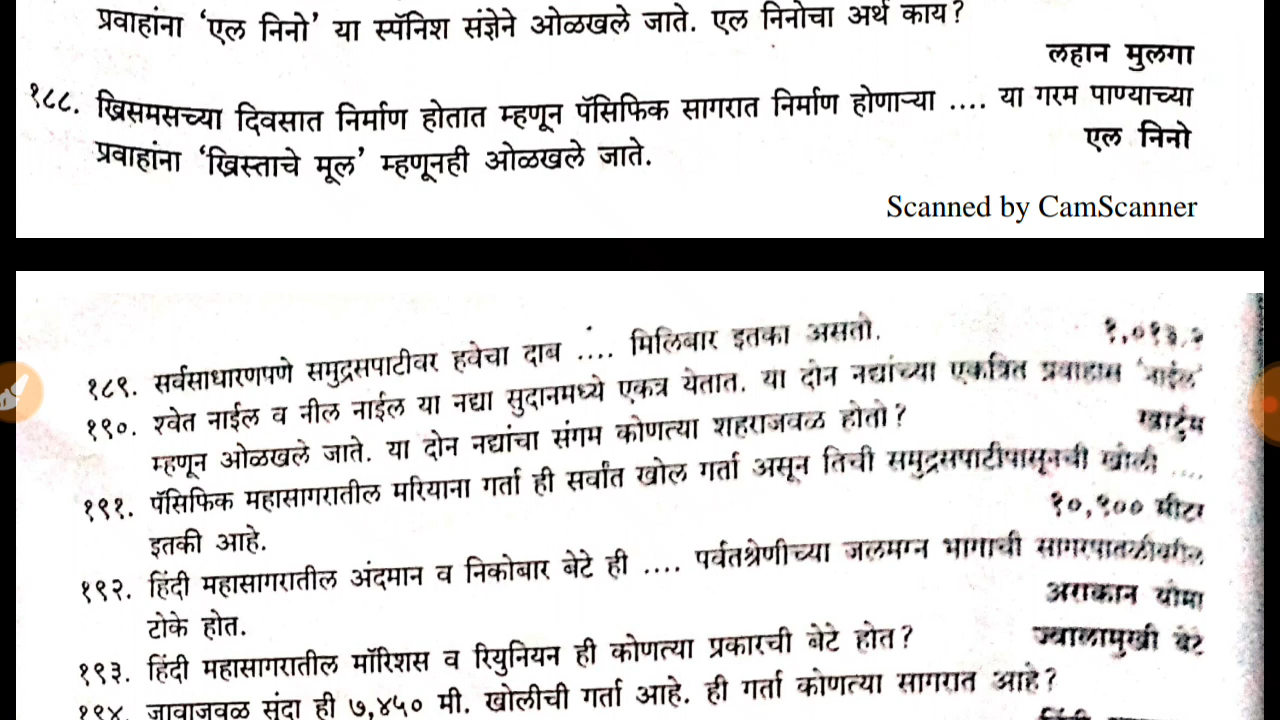 प्रवाहांना ‘एल निनो’ या स्पॅनिश संज्ञेने ओळखले जाते. एल निनोचा अर्थ काय?
लहान मुलगा
१८८. ख्रिसमसच्या दिवसात निर्माण होतात म्हणून पॅसिफिक सागरात निर्माण होणाऱ्या .... या गरम पाण्याच्या
प्रवाहांना ‘ख्रिस्ताचे मूल’ म्हणूनही ओळखले जाते.
एल निनो
Scanned by CamScanner
१८९. सर्वसाधारणपणे समुद्रसपाटीवर हवेचा दाब .... मिलिबार इतका असतो.
१,०१३.२
१९०. श्वेत नाईल व नील नाईल या नद्या सुदानमध्ये एकत्र येतात. या दोन नद्यांच्या एकत्रित प्रवाहास ‘नाईल’
म्हणून ओळखले जाते. या दोन नद्यांचा संगम कोणत्या शहराजवळ होतो?
खार्टुम
१९१. पॅसिफिक महासागरातील मरियाना गर्ता ही सर्वांत खोल गर्ता असून तिची समुद्रसपाटीपासूनची खोली ....
इतकी आहे.
१०,९०० मीटर
१९२. हिंदी महासागरातील अंदमान व निकोबार बेटे ही .... पर्वतश्रेणीच्या जलमग्न भागाची सागरपातळीवरील
टोके होत.
अराकान योमा
१९३. हिंदी महासागरातील मॉरिशस व रियुनियन ही कोणत्या प्रकारची बेटे होत?
ज्वालामुखी बेटे
१९४. जावाजवळ सुंदा ही ७,४५० मी. खोलीची गर्ता आहे. ही गर्ता कोणत्या सागरात आहे?